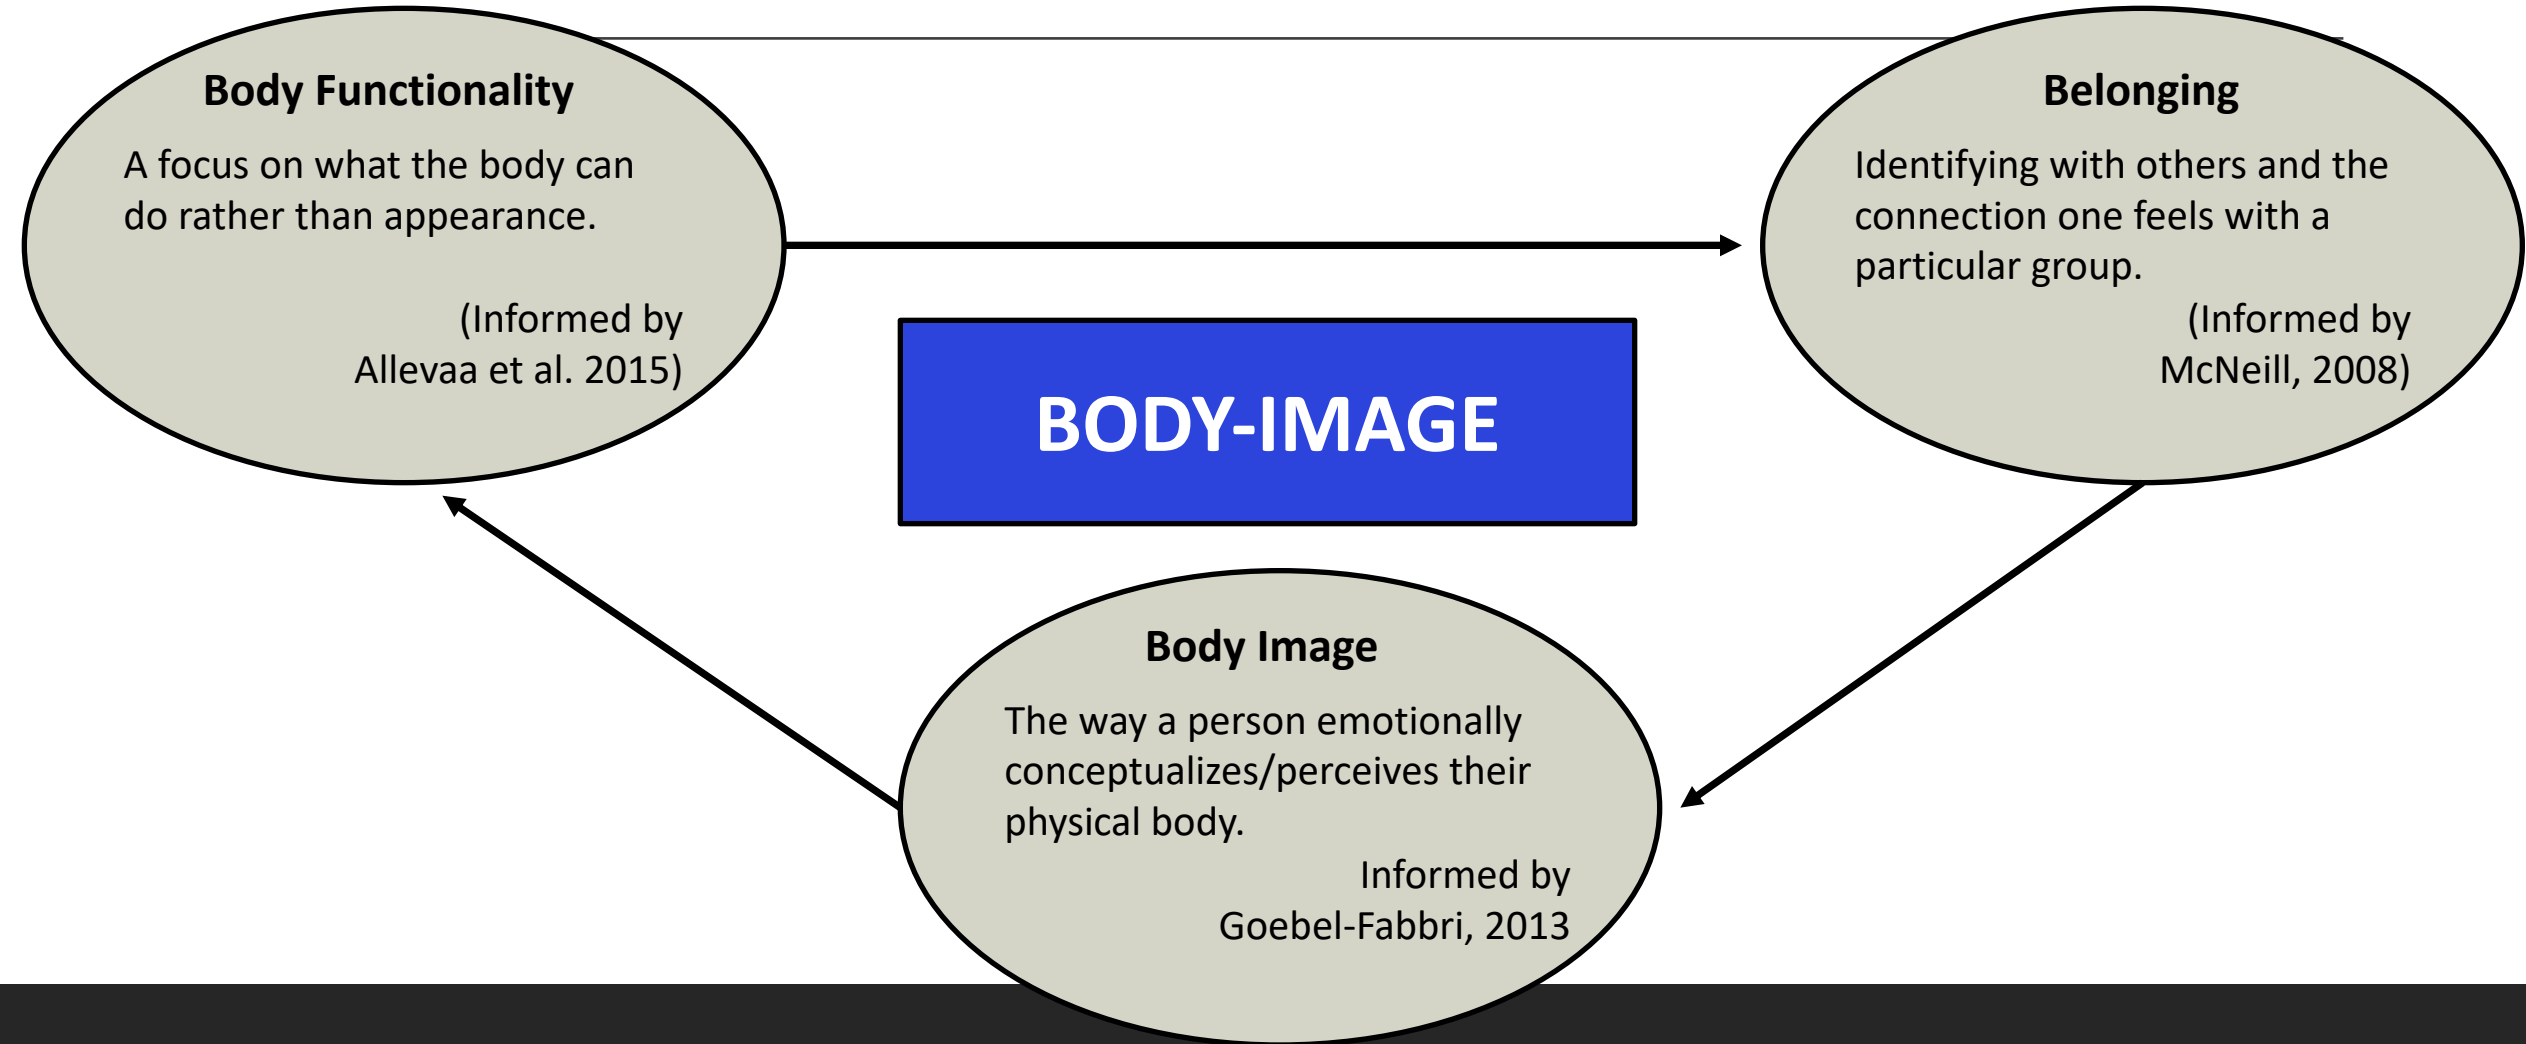 Body Functionality
A focus on what the body can
do rather than appearance.
(Informed by
Allevaa et al. 2015)
Belonging
Identifying with others and the
connection one feels with a
particular group.
(Informed by
McNeill, 2008)
BODY-IMAGE
Body Image
The way a person emotionally
conceptualizes/perceives their
physical body.
Informed by
Goebel-Fabbri, 2013